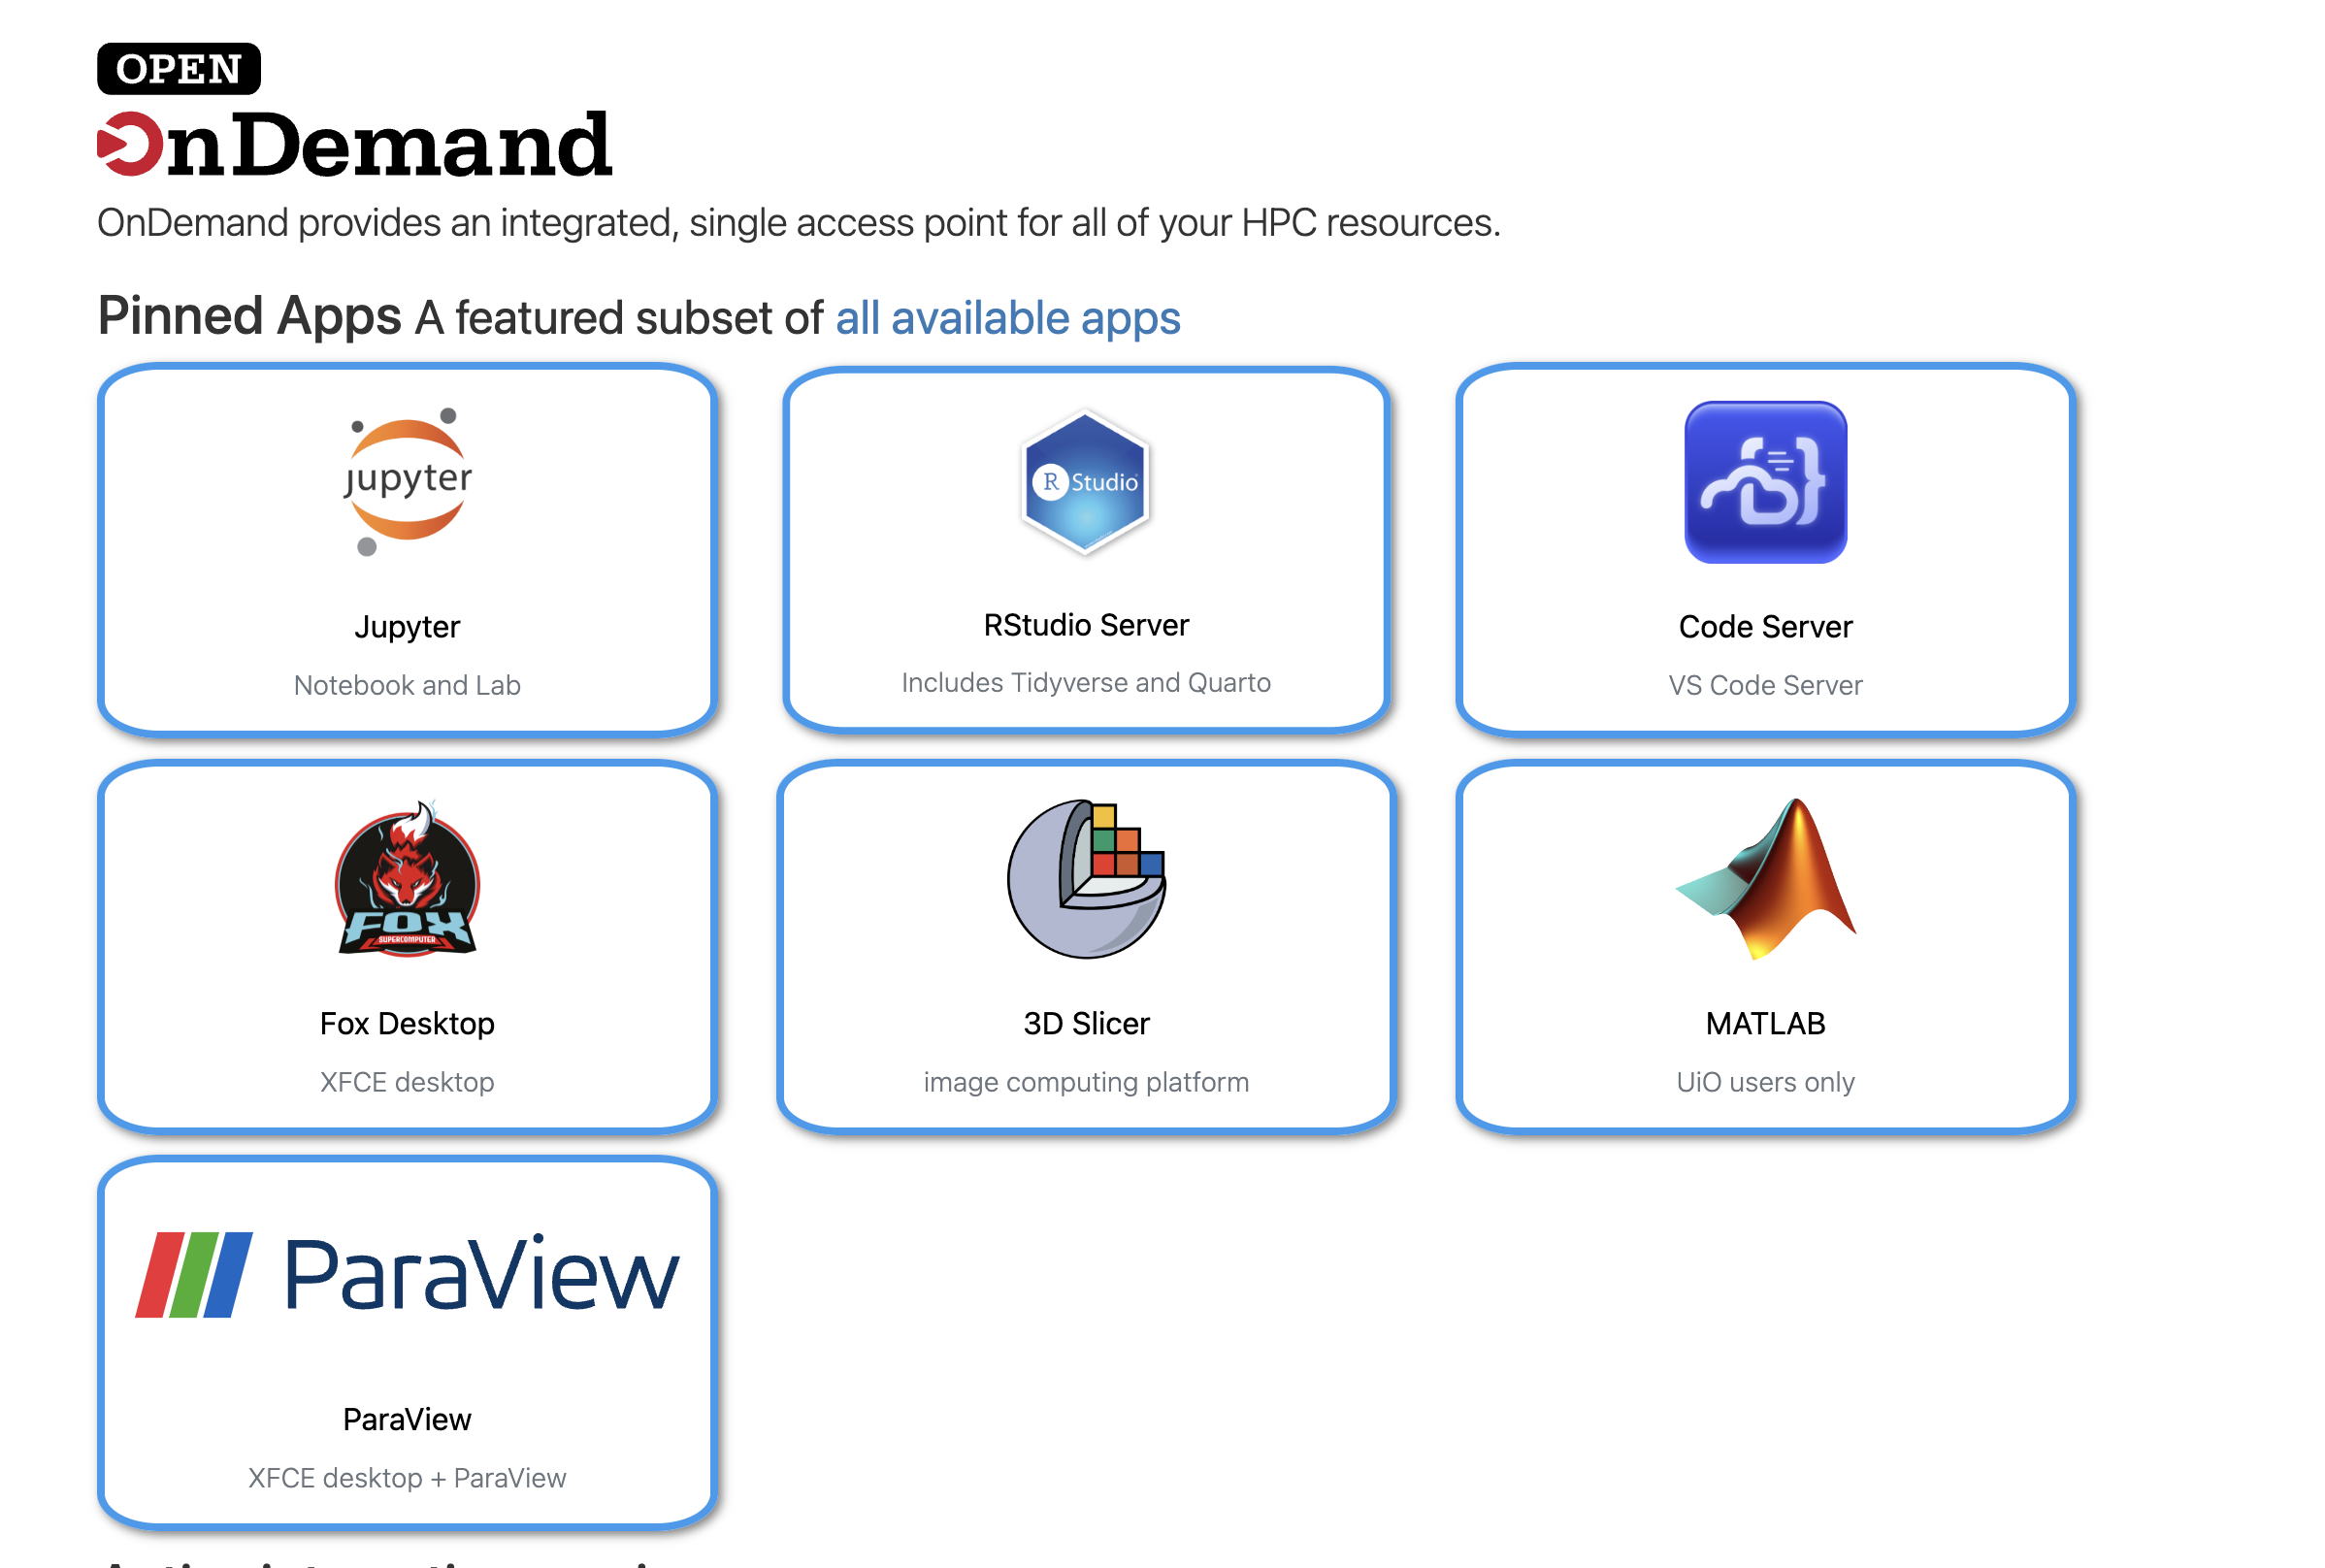 OPEN
OnDemand
OnDemand provides an integrated, single access point for all of your HPC resources.
Pinned Apps A featured subset of all available apps
jupyter
Jupyter
Notebook and Lab
R Studio
RStudio Server
Includes Tidyverse and Quarto
Code Server
VS Code Server
FOX
SUPERCOMPUTER
Fox Desktop
XFCE desktop
3D Slicer
image computing platform
MATLAB
UiO users only
ParaView
ParaView
XFCE desktop + ParaView